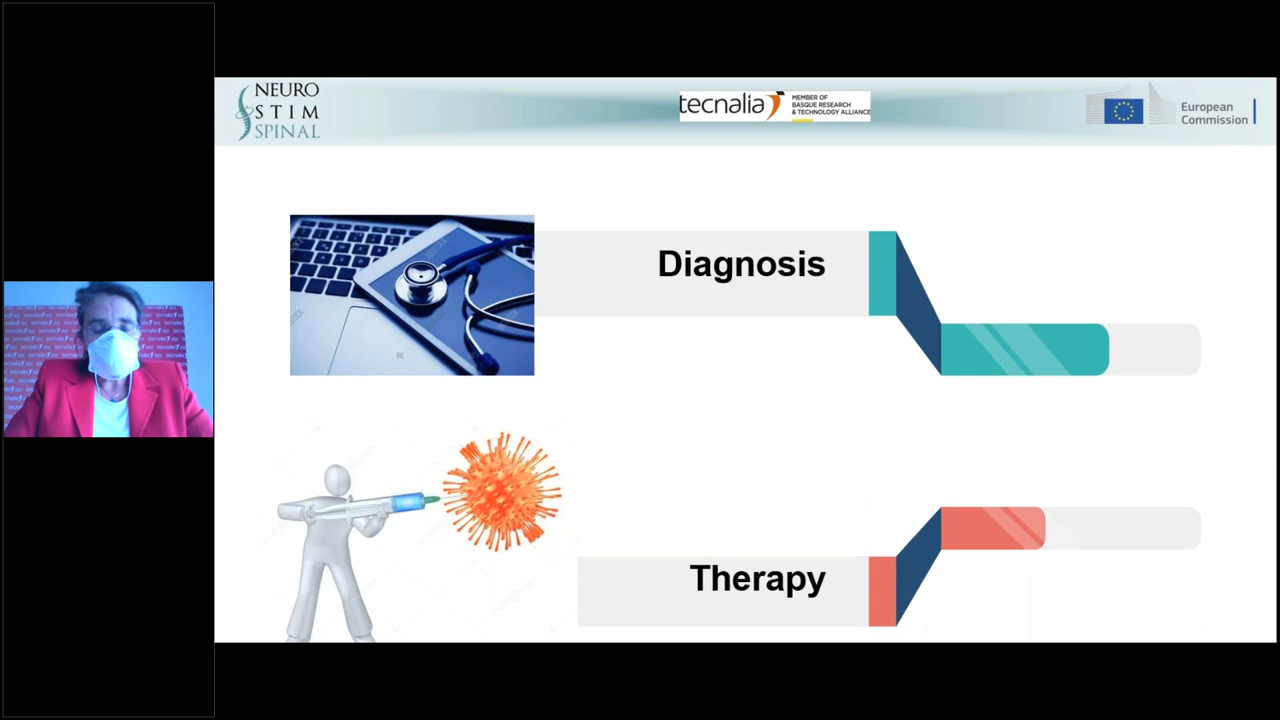 NEURO
STIM
SPINAL
tecnalia
MEMBER OF
BASQUE RESEARCH
& TECHNOLOGY ALLIANCE
European
Commission
Diagnosis
Therapy